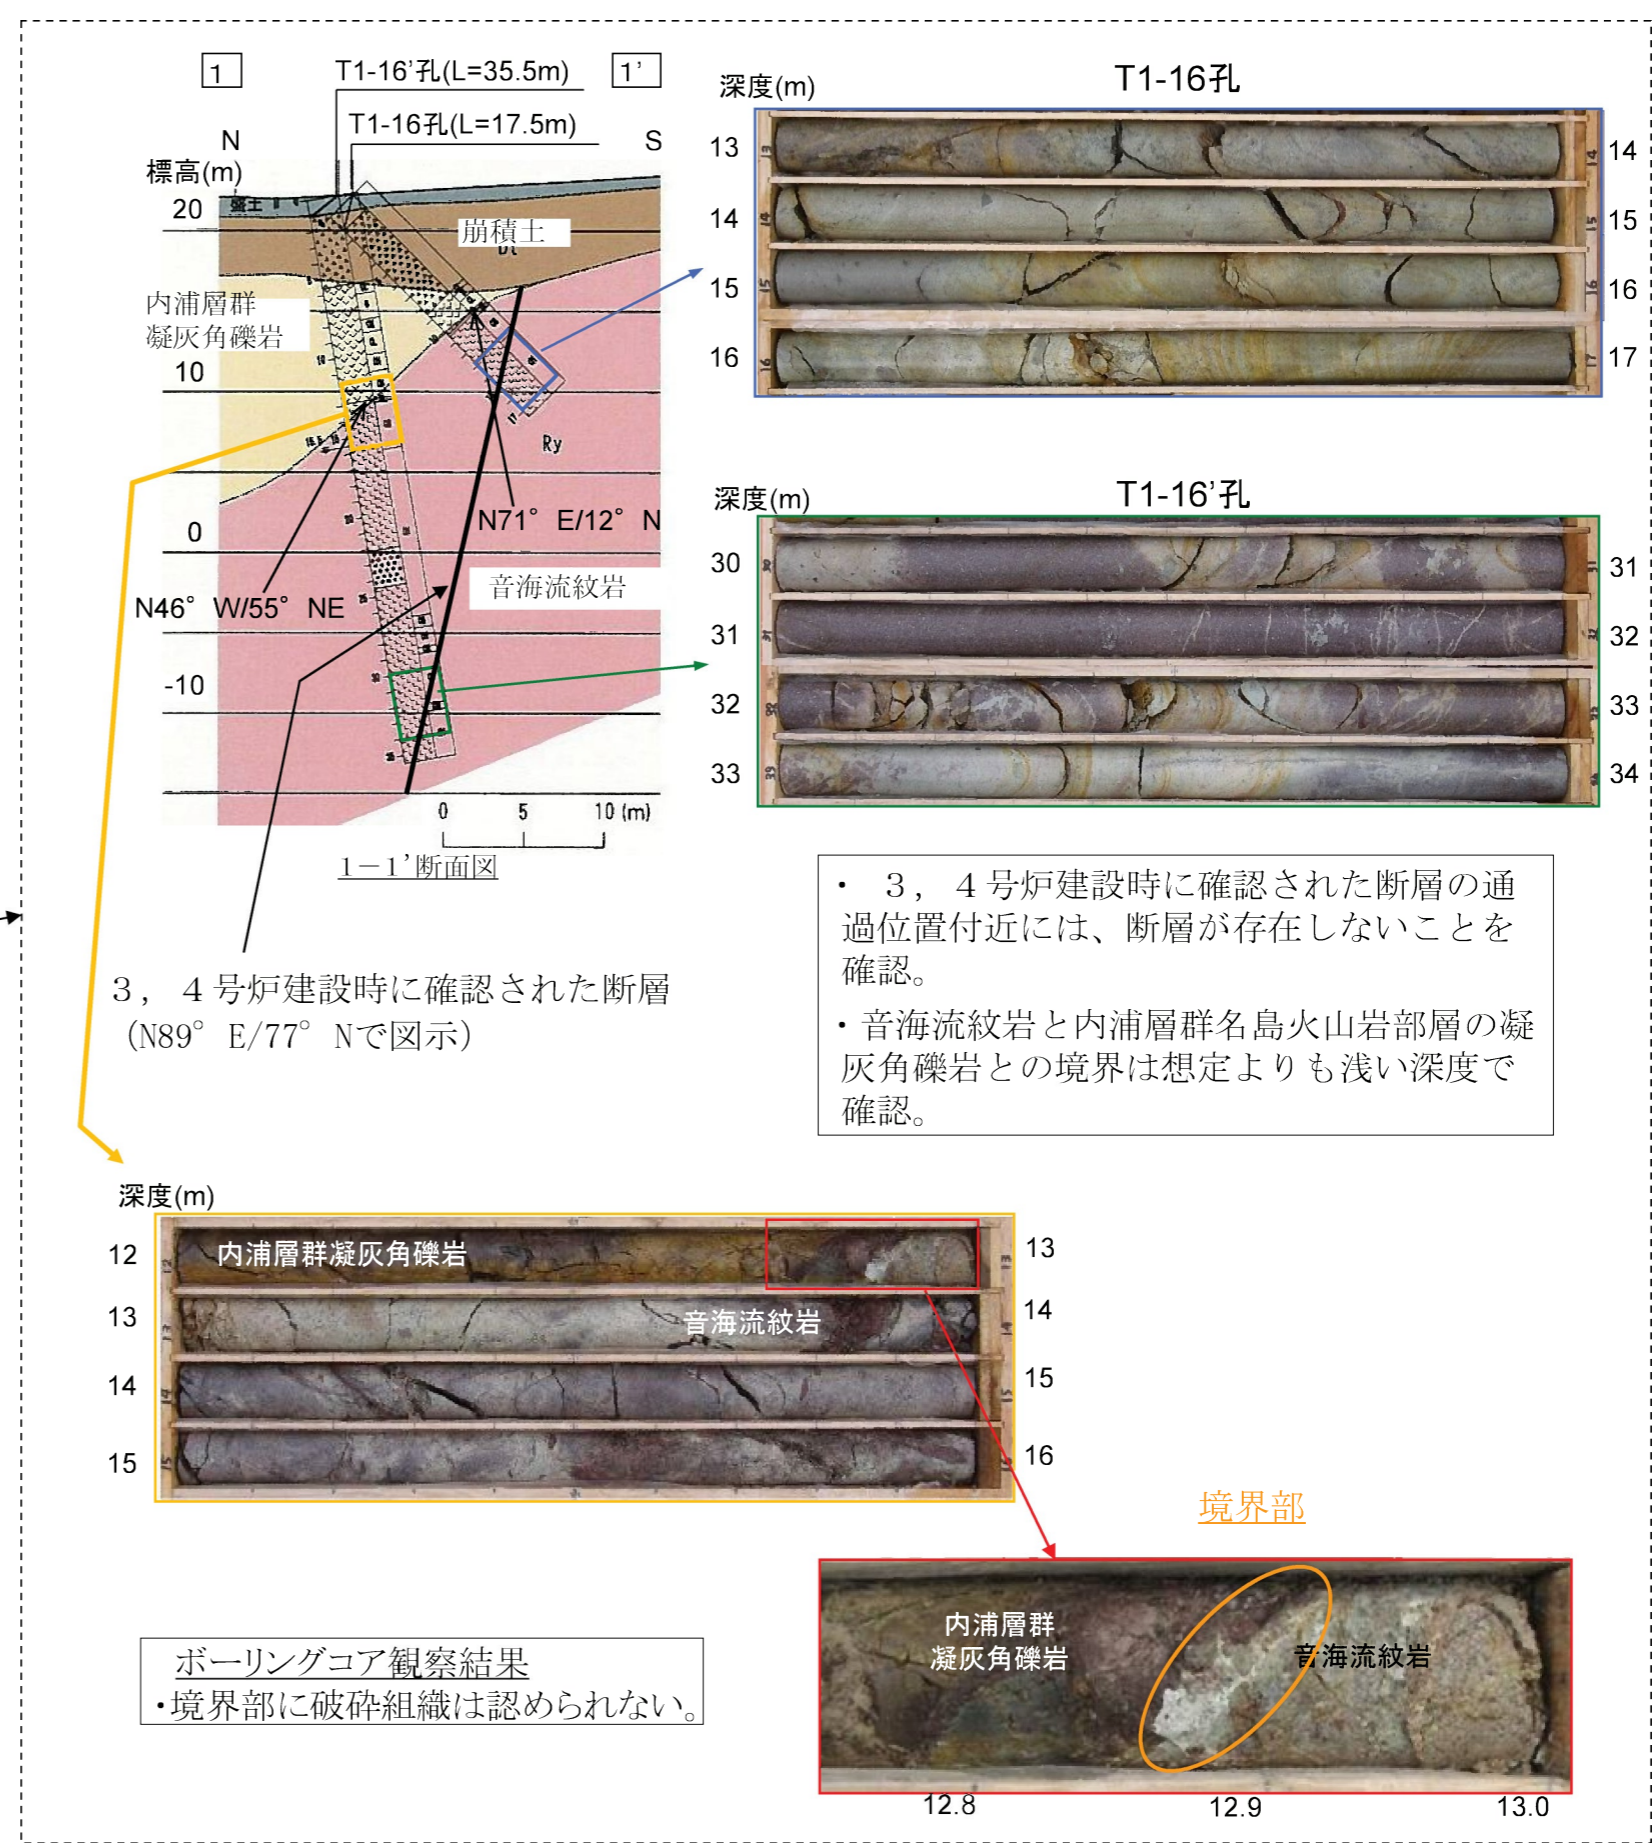 1
T1-16’孔(L=35.5m)
1’
T1-16孔(L=17.5m)
N
S
標高(m)
20
盛土
崩積土
Dt
内浦層群
凝灰角礫岩
10
Ry
N71° E/12° N
0
音海流紋岩
N46° W/55° NE
-10
0 5 10 (m)
1－1’断面図
3, 4号炉建設時に確認された断層
(N89° E/77° Nで図示)
深度(m)
T1-16孔
13 14
14 15
15 16
16 17
深度(m)
T1-16’孔
30 31
31 32
32 33
33 34
・ 3, 4号炉建設時に確認された断層の通
過位置付近には、断層が存在しないことを
確認。
・音海流紋岩と内浦層群名島火山岩部層の凝
灰角礫岩との境界は想定よりも浅い深度で
確認。
深度(m)
12 内浦層群凝灰角礫岩 13
13 音海流紋岩 14
14 15
15 16
境界部
内浦層群
凝灰角礫岩
音海流紋岩
12.8 12.9 13.0
ボーリングコア観察結果
・境界部に破砕組織は認められない。